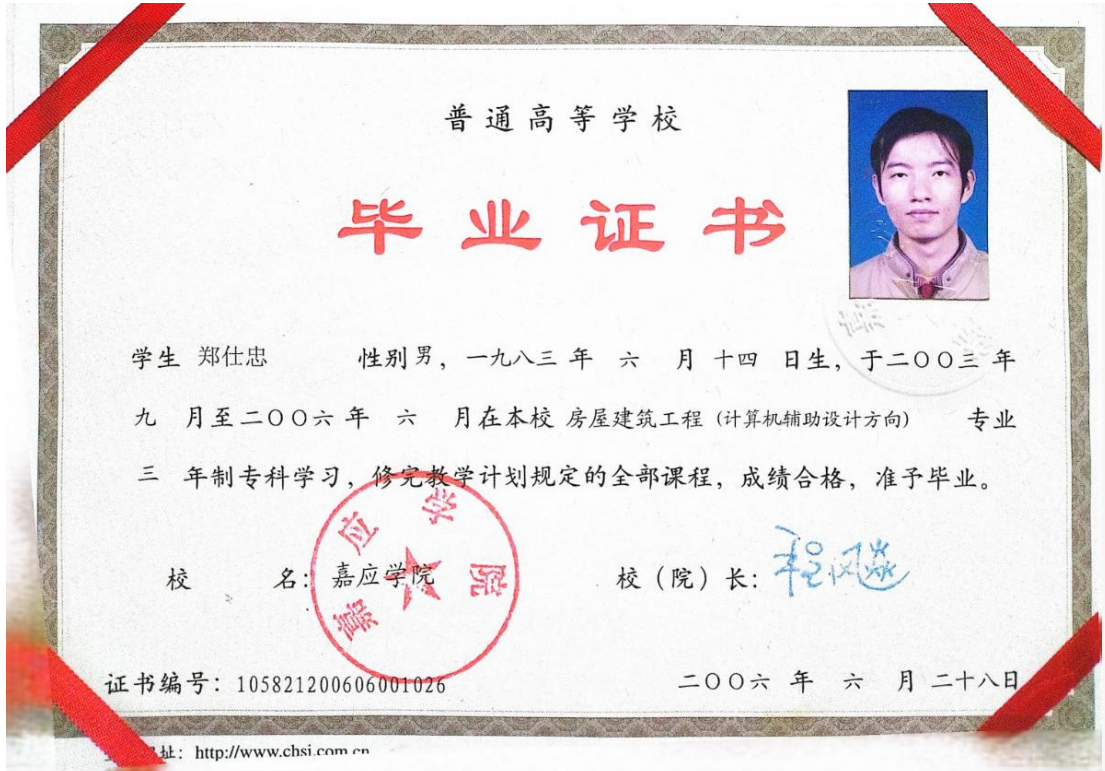 普通高等学校
毕业证书
学生 郑仕忠 性别 男，一九八三 年 六 月 十四 日生，于二〇〇三 年
九 月至二〇〇六 年 六 月在本校 房屋建筑工程（计算机辅助设计方向） 专业
三 年制专科学习，修完教学计划规定的全部课程，成绩合格，准予毕业。
校 名：嘉应学院 校（院）长：程飚
嘉应学院
证书编号：105821200606001026 二〇〇六 年 六 月 二十八日
址：http://www.chsi.com.cn